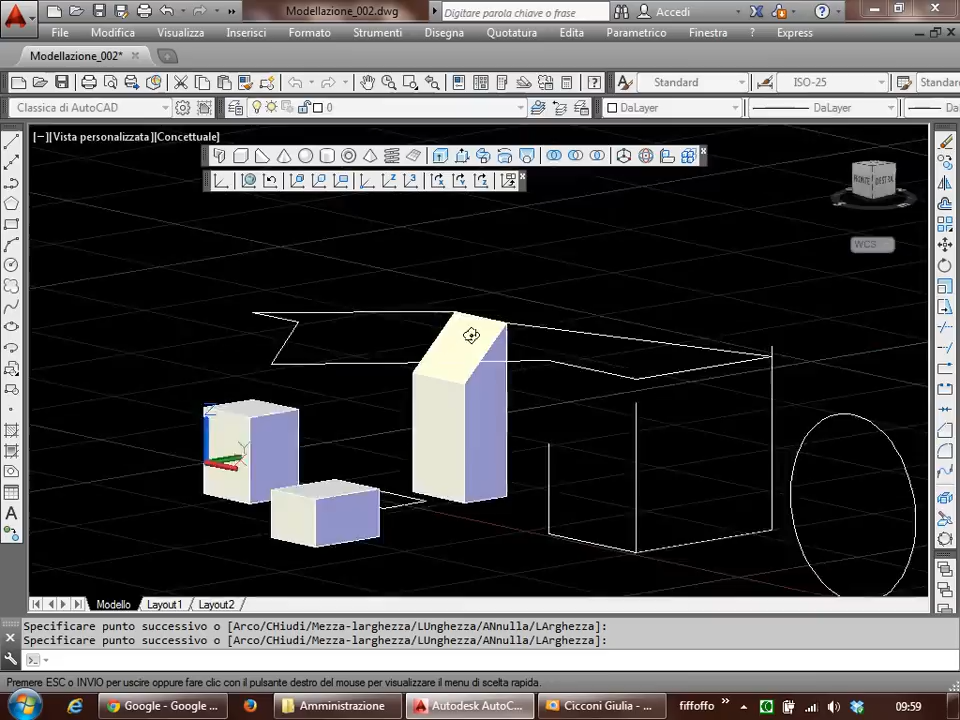 Modellazione_002.dwg
Digitare parola chiave o frase
Accedi
File Modifica Visualizza Inserisci Formato Strumenti Disegna Quotatura Edita Parametrico Finestra ? Express
Modellazione_002*
Standard ISO-25 Standard
Classica di AutoCAD 0 DaLayer DaLayer DaL
[−][Vista personalizzata][Concettuale]
WCS
Z
Modello Layout1 Layout2
Specificare punto successivo o [Arco/CHiudi/Mezza-larghezza/LUnghezza/ANnulla/LArghezza]:
Specificare punto successivo o [Arco/CHiudi/Mezza-larghezza/LUnghezza/ANnulla/LArghezza]:
Premere ESC o INVIO per uscire oppure fare clic con il pulsante destro del mouse per visualizzare il menu di scelta rapida.
Google - Google ... Amministrazione Autodesk AutoC... Cicconi Giulia - ... fiffoffo 09:59